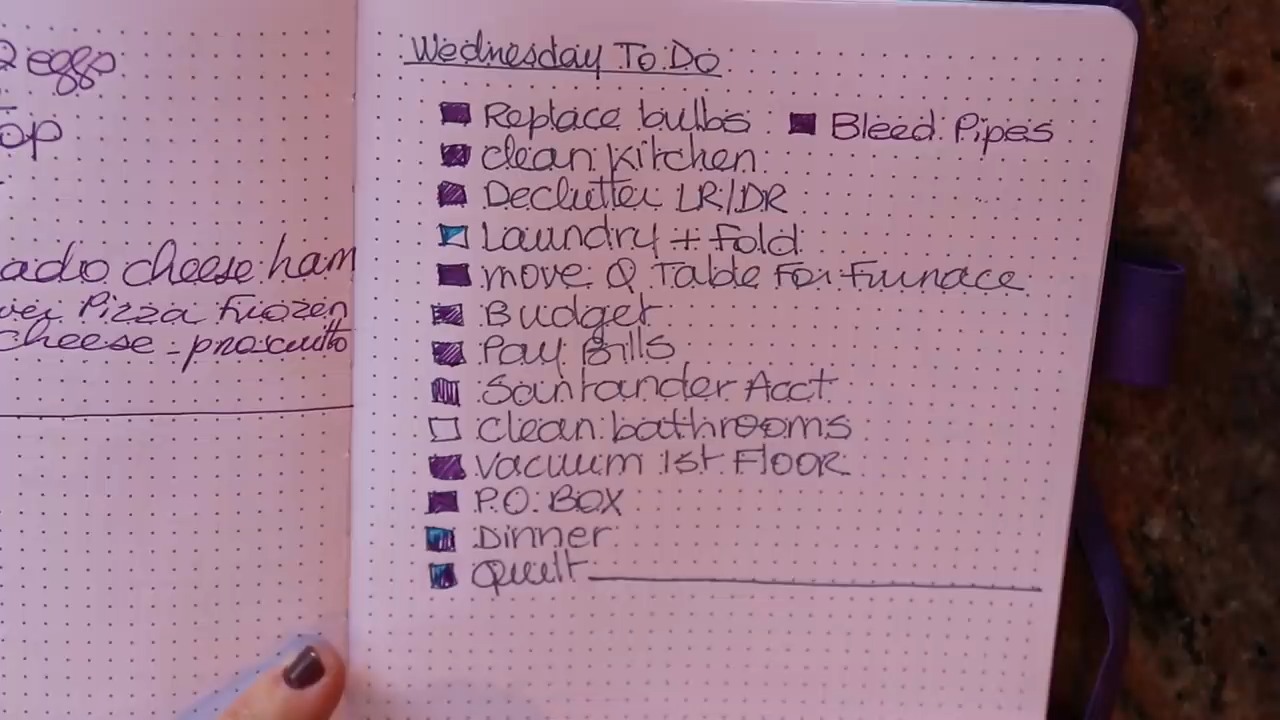 2 eggs
op
ado cheese ham
ver Pizza Frozen
cheese - proscuitto
Wednesday To Do
Replace bulbs
Bleed Pipes
clean kitchen
Declutter LR/DR
Laundry + fold
move Q Table For Furnace
Budget
Pay Bills
Santander Acct
clean bathrooms
Vacuum 1st FLOOR
P.O. BOX
Dinner
Quilt